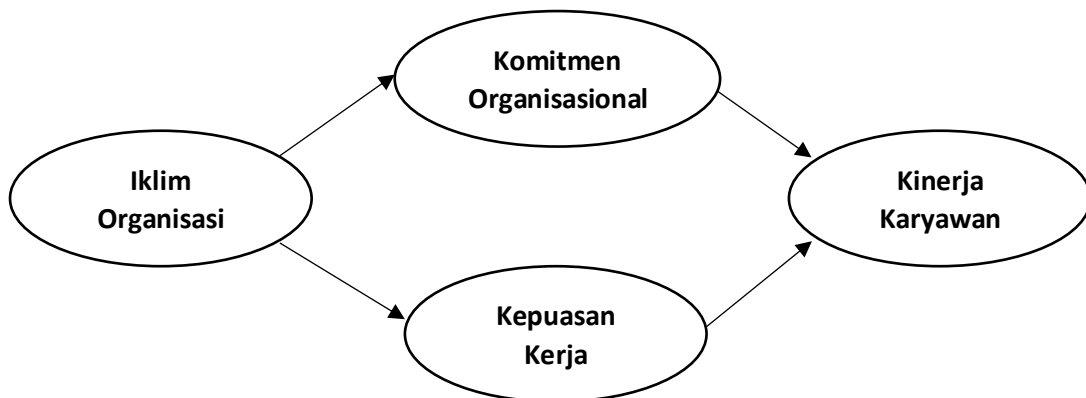 Komitmen
Organisasional
Iklim
Organisasi
Kinerja
Karyawan
Kepuasan
Kerja